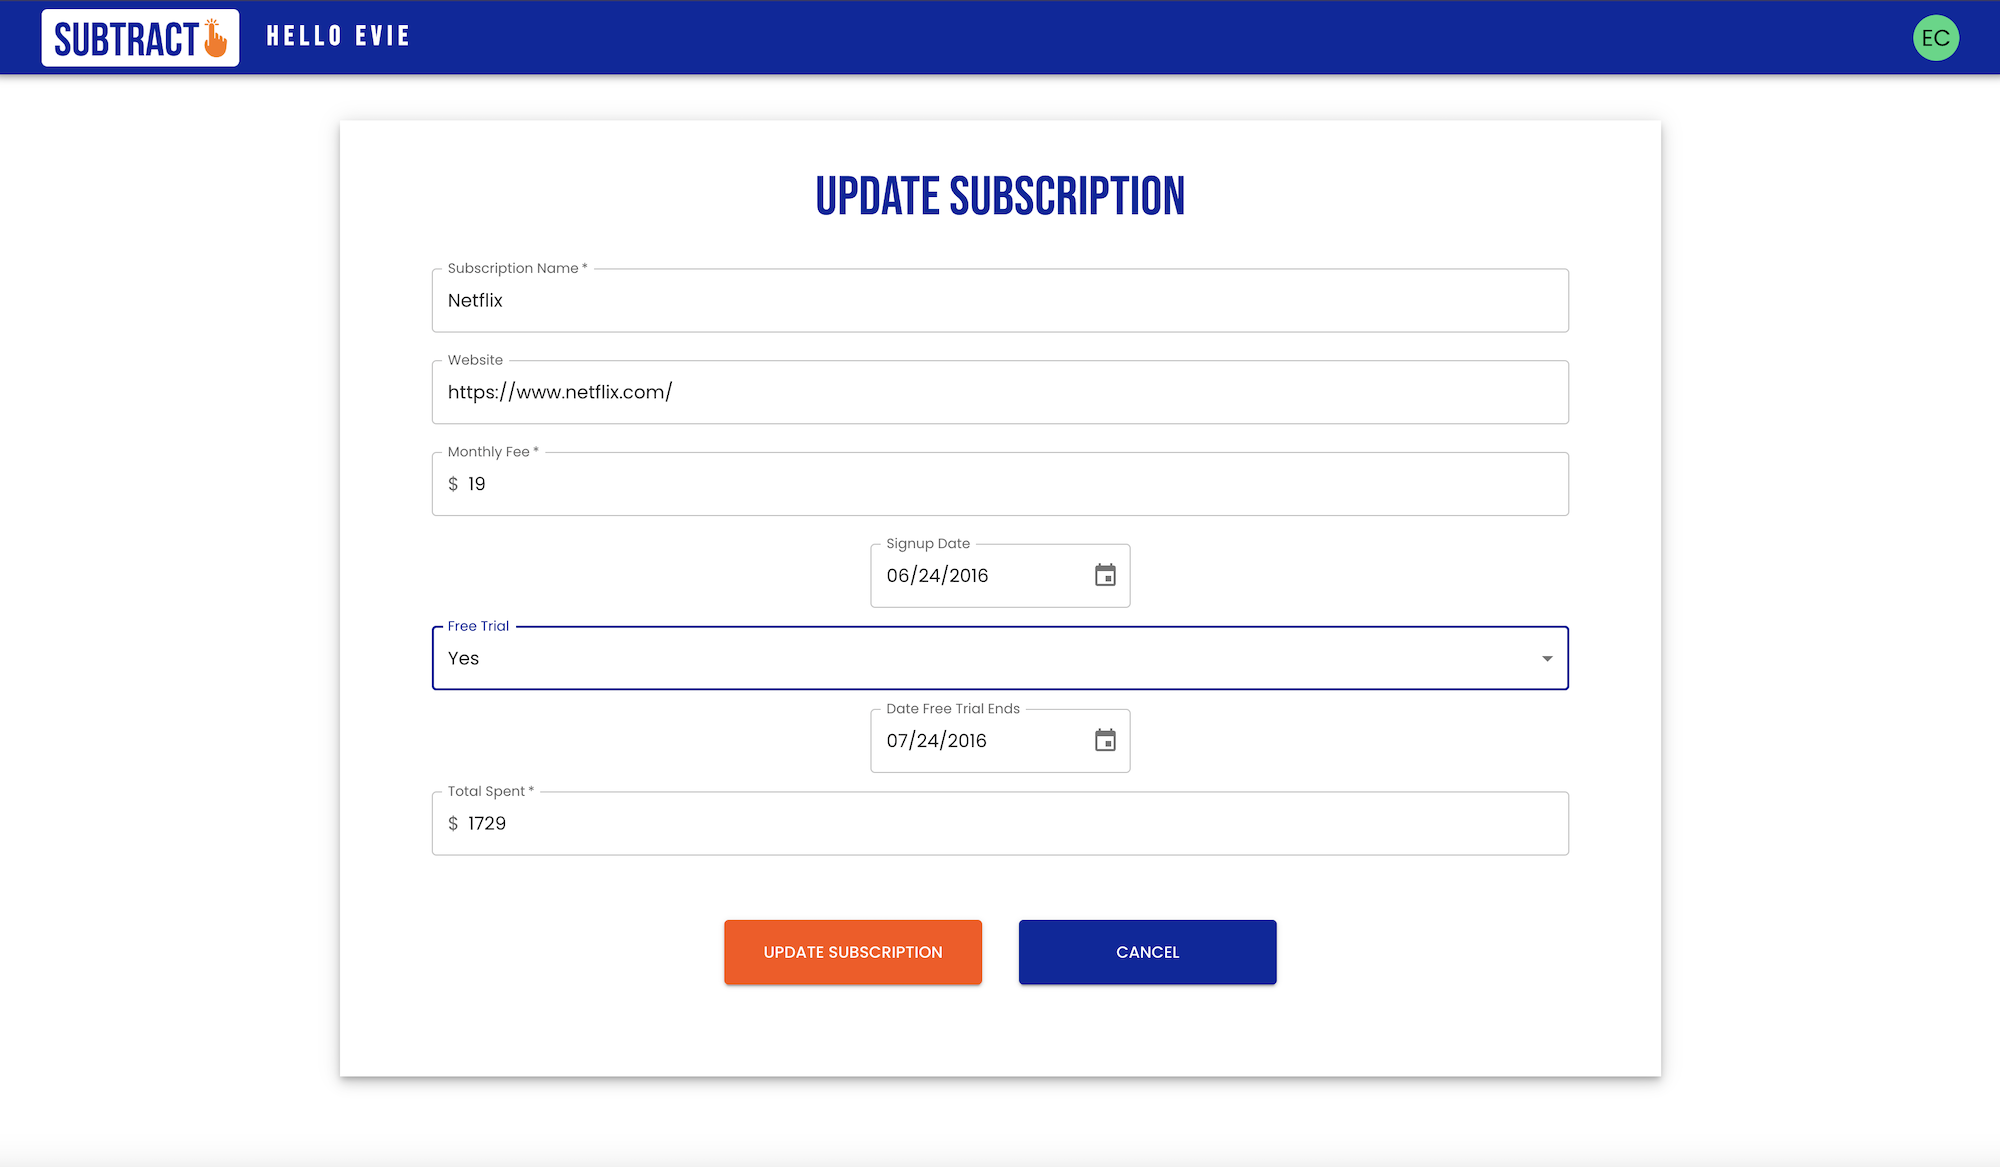 SUBTRACT HELLO EVIE EC
UPDATE SUBSCRIPTION
Subscription Name *
Netflix
Website
https://www.netflix.com/
Monthly Fee *
$ 19
Signup Date
06/24/2016
Free Trial
Yes
Date Free Trial Ends
07/24/2016
Total Spent *
$ 1729
UPDATE SUBSCRIPTION CANCEL